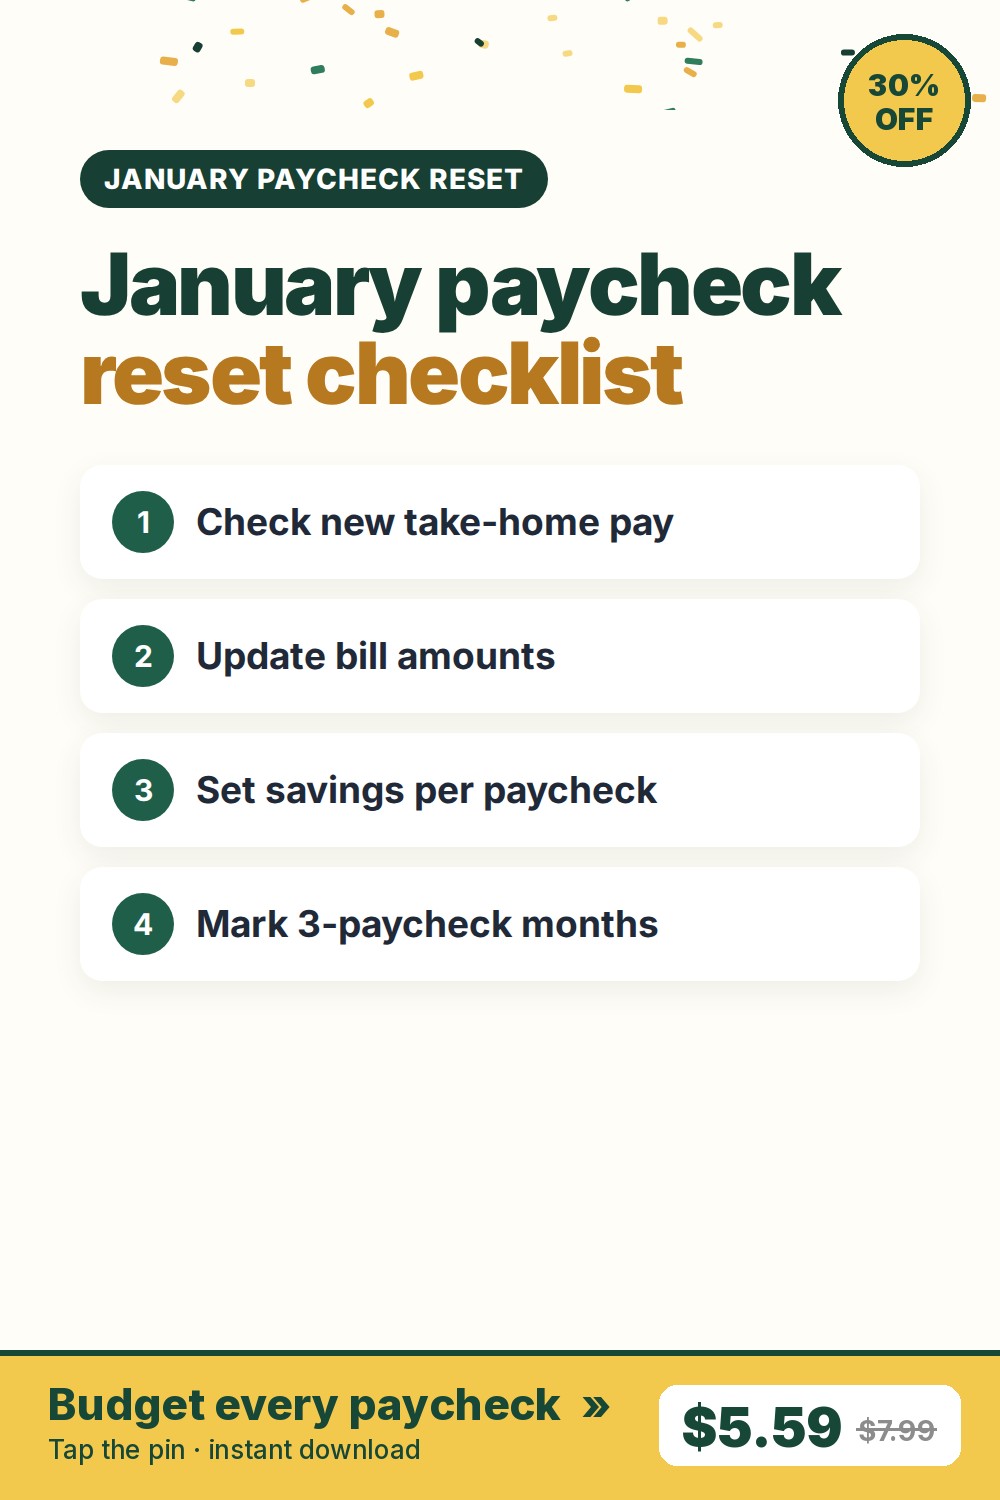 30%
OFF
JANUARY PAYCHECK RESET
January paycheck
reset checklist
1 Check new take-home pay
2 Update bill amounts
3 Set savings per paycheck
4 Mark 3-paycheck months
Budget every paycheck »
Tap the pin · instant download
$5.59 $7.99